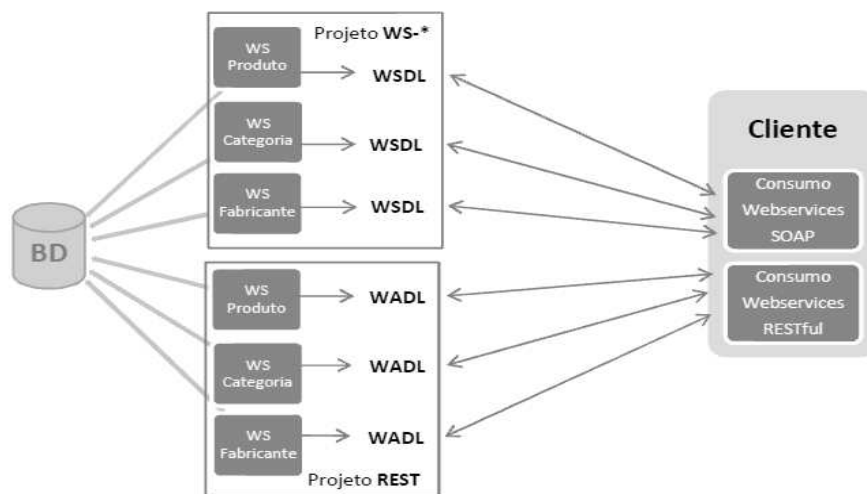 Projeto WS-*
WS
Produto
WSDL
WS
Categoria
WSDL
WS
Fabricante
WSDL
BD
WS
Produto
WADL
WS
Categoria
WADL
WS
Fabricante
WADL
Projeto REST
Cliente
Consumo
Webservices
SOAP
Consumo
Webservices
RESTful